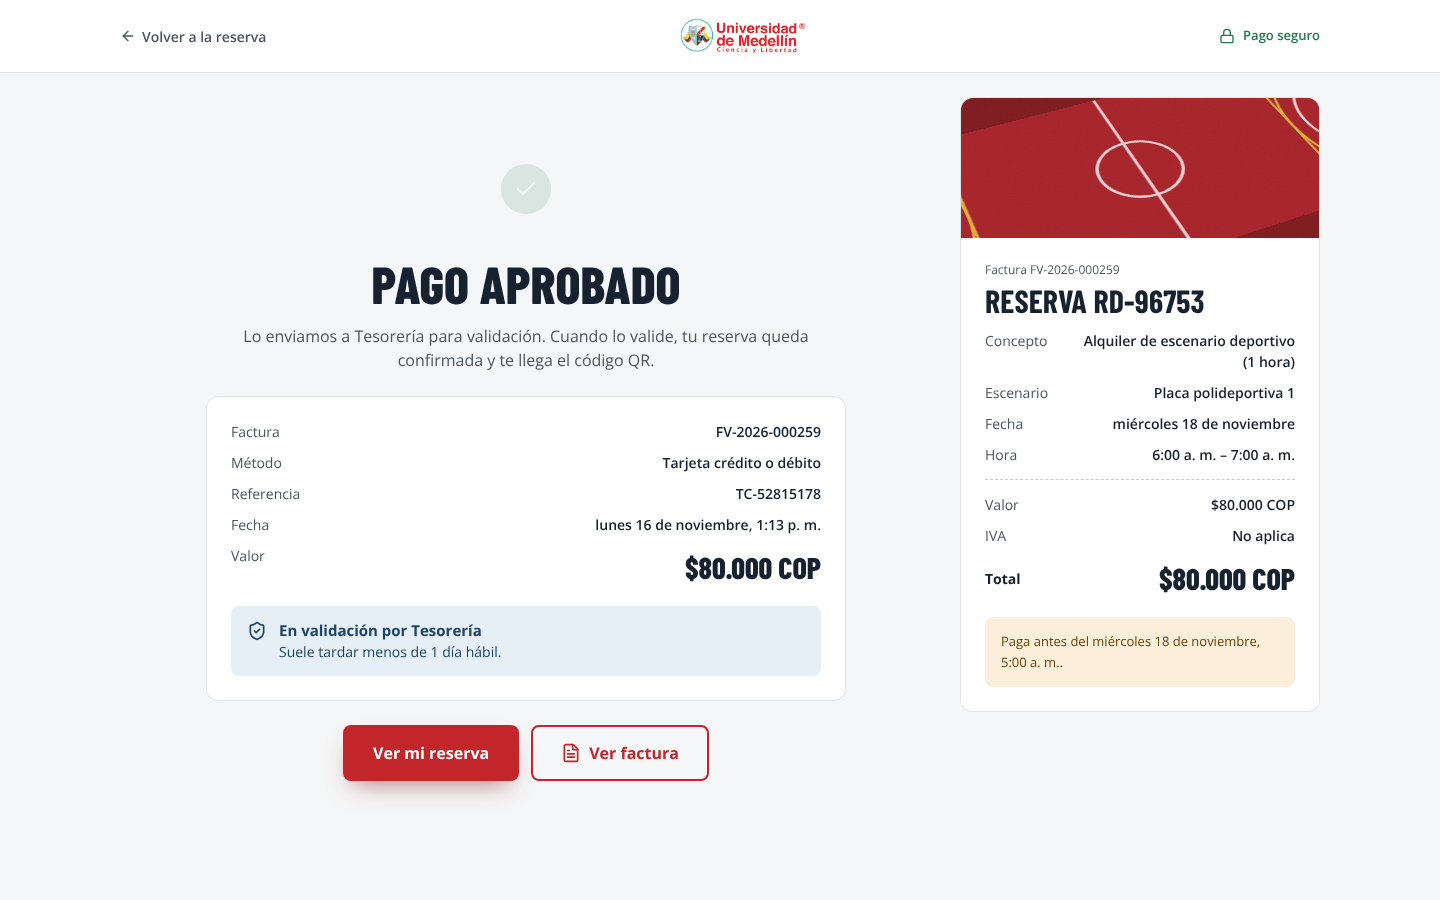 Volver a la reserva
Universidad®
de Medellín
Ciencia y Libertad
Pago seguro
PAGO APROBADO
Lo enviamos a Tesorería para validación. Cuando lo valide, tu reserva queda
confirmada y te llega el código QR.
Factura FV-2026-000259
Método Tarjeta crédito o débito
Referencia TC-52815178
Fecha lunes 16 de noviembre, 1:13 p. m.
Valor $80.000 COP
En validación por Tesorería
Suele tardar menos de 1 día hábil.
Ver mi reserva
Ver factura
Factura FV-2026-000259
RESERVA RD-96753
Concepto Alquiler de escenario deportivo
(1 hora)
Escenario Placa polideportiva 1
Fecha miércoles 18 de noviembre
Hora 6:00 a. m. – 7:00 a. m.
Valor $80.000 COP
IVA No aplica
Total $80.000 COP
Paga antes del miércoles 18 de noviembre,
5:00 a. m..